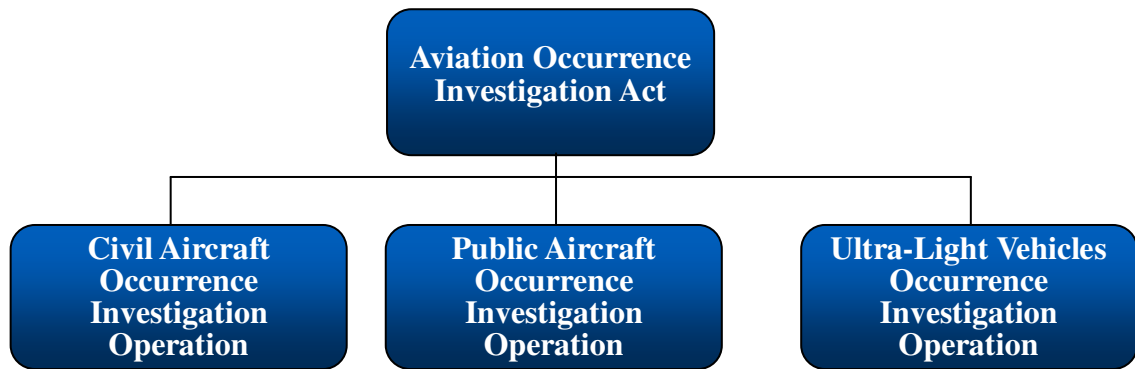 Aviation Occurrence
Investigation Act
Civil Aircraft
Occurrence
Investigation
Operation
Public Aircraft
Occurrence
Investigation
Operation
Ultra-Light Vehicles
Occurrence
Investigation
Operation